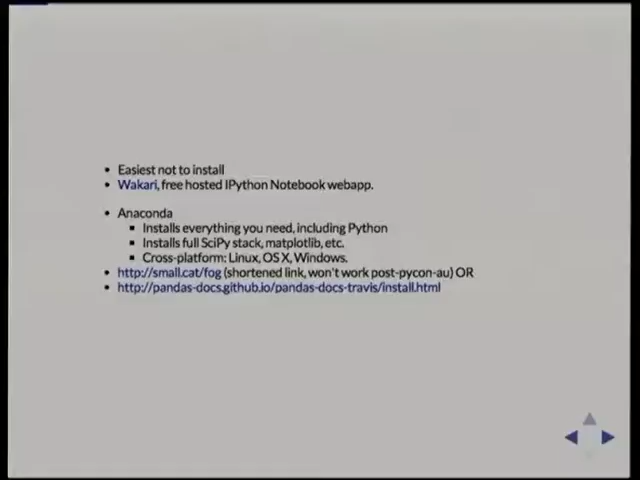 Easiest not to install
Wakari, free hosted IPython Notebook webapp.
Anaconda
Installs everything you need, including Python
Installs full SciPy stack, matplotlib, etc.
Cross-platform: Linux, OS X, Windows.
http://small.cat/fog (shortened link, won't work post-pycon-au) OR
http://pandas-docs.github.io/pandas-docs-travis/install.html